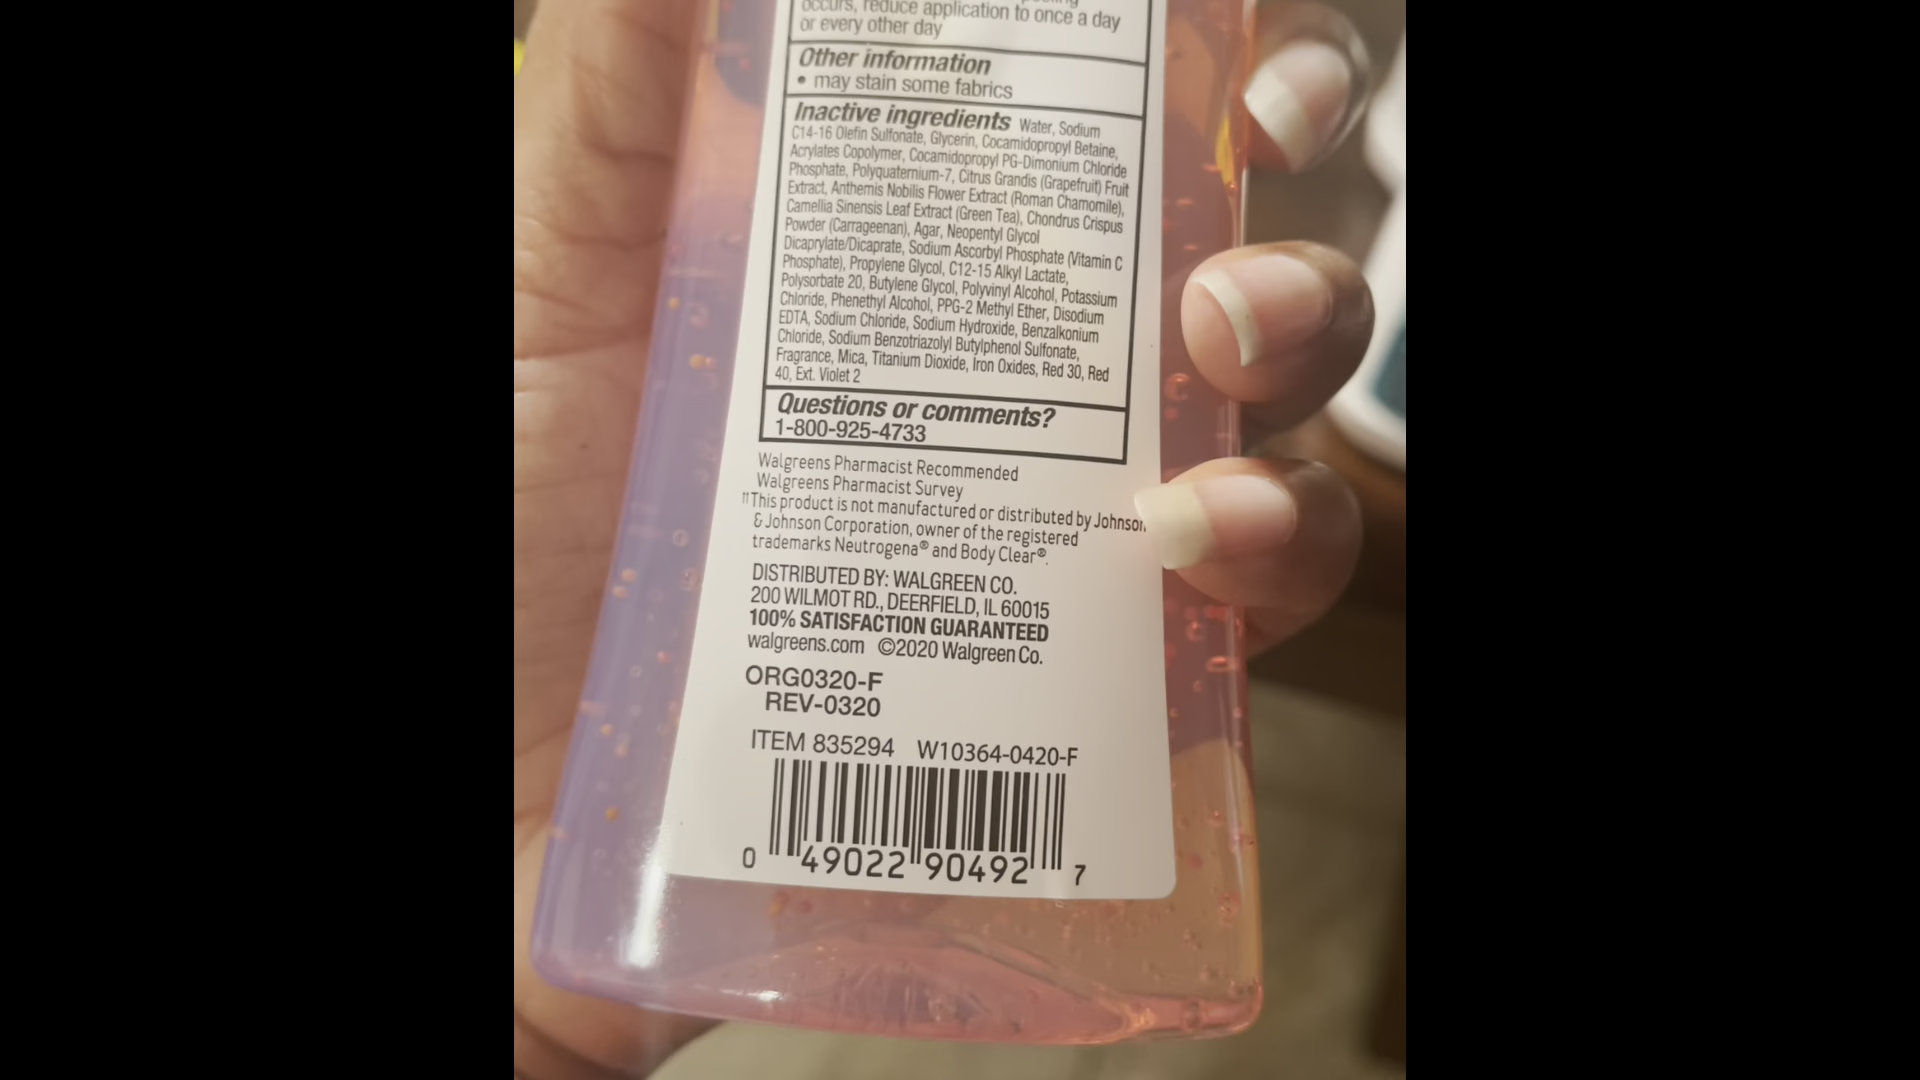 occurs, reduce application to once a day
or every other day
Other information
• may stain some fabrics
Inactive ingredients Water, Sodium
C14-16 Olefin Sulfonate, Glycerin, Cocamidopropyl Betaine,
Acrylates Copolymer, Cocamidopropyl PG-Dimonium Chloride
Phosphate, Polyquaternium-7, Citrus Grandis (Grapefruit) Fruit
Extract, Anthemis Nobilis Flower Extract (Roman Chamomile),
Camellia Sinensis Leaf Extract (Green Tea), Chondrus Crispus
Powder (Carrageenan), Agar, Neopentyl Glycol
Dicaprylate/Dicaprate, Sodium Ascorbyl Phosphate (Vitamin C
Phosphate), Propylene Glycol, C12-15 Alkyl Lactate,
Polysorbate 20, Butylene Glycol, Polyvinyl Alcohol, Potassium
Chloride, Phenethyl Alcohol, PPG-2 Methyl Ether, Disodium
EDTA, Sodium Chloride, Sodium Hydroxide, Benzalkonium
Chloride, Sodium Benzotriazolyl Butylphenol Sulfonate,
Fragrance, Mica, Titanium Dioxide, Iron Oxides, Red 30, Red
40, Ext. Violet 2
Questions or comments?
1-800-925-4733
Walgreens Pharmacist Recommended
Walgreens Pharmacist Survey
††This product is not manufactured or distributed by Johnson
& Johnson Corporation, owner of the registered
trademarks Neutrogena® and Body Clear®.
DISTRIBUTED BY: WALGREEN CO.
200 WILMOT RD., DEERFIELD, IL 60015
100% SATISFACTION GUARANTEED
walgreens.com ©2020 Walgreen Co.
ORG0320-F
REV-0320
ITEM 835294 W10364-0420-F
0 49022 90492 7